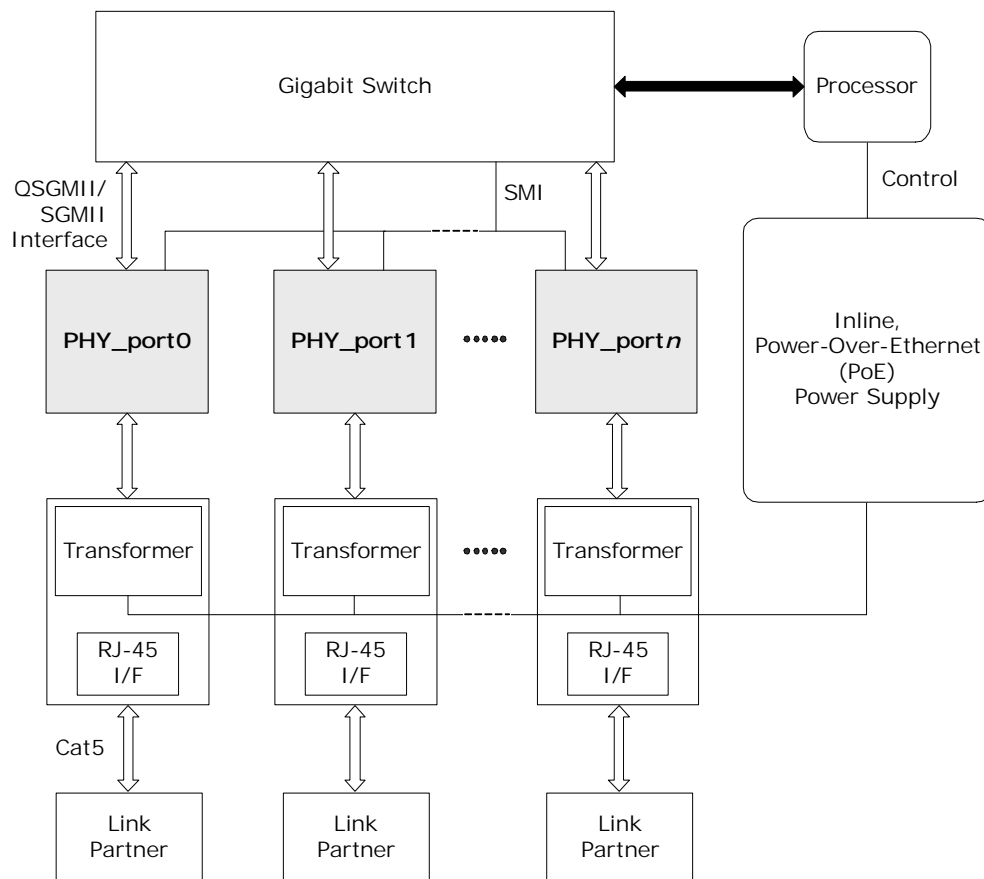 Gigabit Switch
Processor
QSGMII/
SGMII
Interface
SMI
Control
PHY_port0
PHY_port1
PHY_portn
Inline,
Power-Over-Ethernet
(PoE)
Power Supply
Transformer
Transformer
Transformer
RJ-45
I/F
RJ-45
I/F
RJ-45
I/F
Cat5
Link
Partner
Link
Partner
Link
Partner